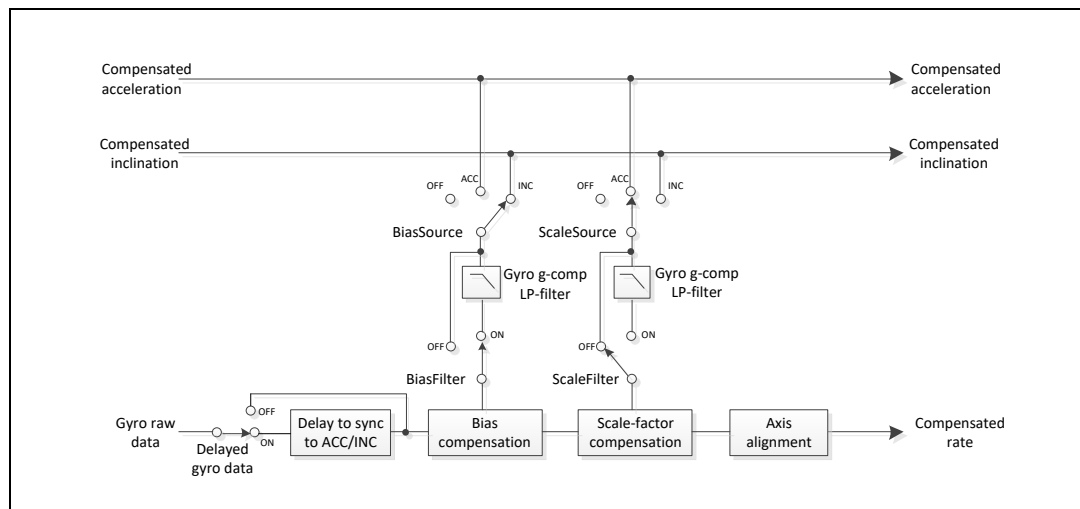 Compensated
acceleration
Compensated
acceleration
Compensated
inclination
Compensated
inclination
OFF
ACC
INC
OFF
ACC
INC
BiasSource
ScaleSource
Gyro g-comp
LP-filter
Gyro g-comp
LP-filter
OFF
ON
OFF
ON
BiasFilter
ScaleFilter
Gyro raw
data
OFF
ON
Delayed
gyro data
Delay to sync
to ACC/INC
Bias
compensation
Scale-factor
compensation
Axis
alignment
Compensated
rate